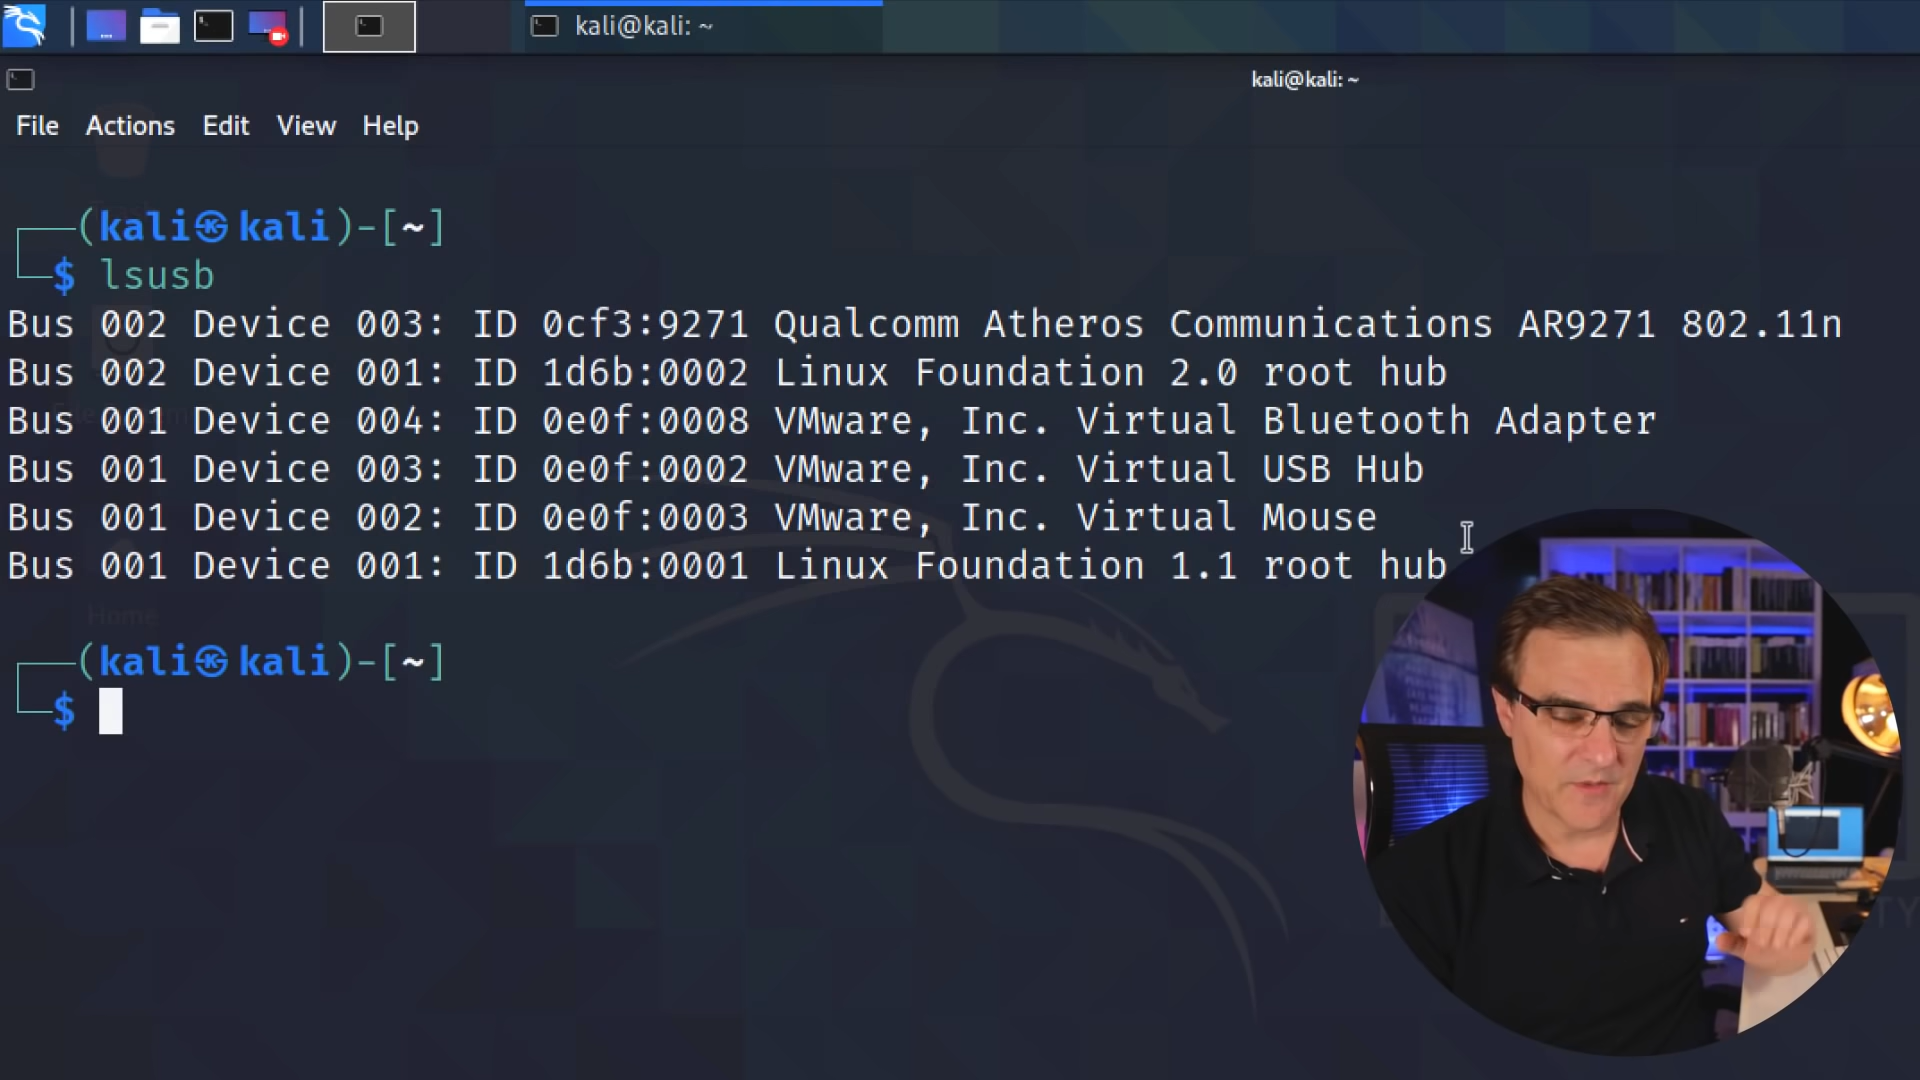 kali@kali: ~
kali@kali: ~
File Actions Edit View Help
(kali㉿kali)-[~]
$ lsusb
Bus 002 Device 003: ID 0cf3:9271 Qualcomm Atheros Communications AR9271 802.11n
Bus 002 Device 001: ID 1d6b:0002 Linux Foundation 2.0 root hub
Bus 001 Device 004: ID 0e0f:0008 VMware, Inc. Virtual Bluetooth Adapter
Bus 001 Device 003: ID 0e0f:0002 VMware, Inc. Virtual USB Hub
Bus 001 Device 002: ID 0e0f:0003 VMware, Inc. Virtual Mouse
Bus 001 Device 001: ID 1d6b:0001 Linux Foundation 1.1 root hub
Home
(kali㉿kali)-[~]
$